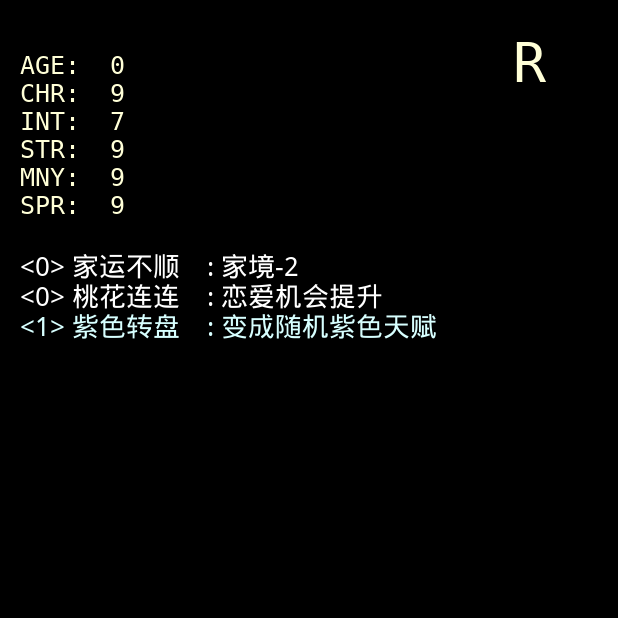 R
AGE: 0
CHR: 9
INT: 7
STR: 9
MNY: 9
SPR: 9
<0> 家运不顺 : 家境-2
<0> 桃花连连 : 恋爱机会提升
<1> 紫色转盘 : 变成随机紫色天赋